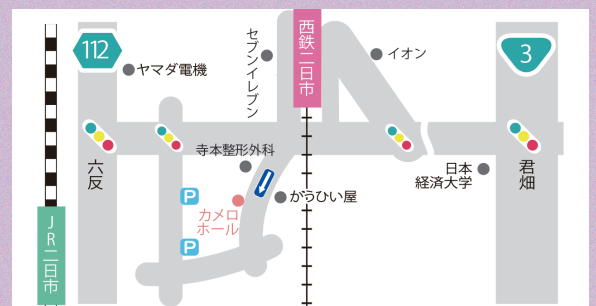 112
ヤマダ電機
セブンイレブン
西鉄二日市
イオン
3
六反
寺本整形外科
日本
経済大学
君畑
かうひい屋
P
カメロ
ホール
P
JR二日市